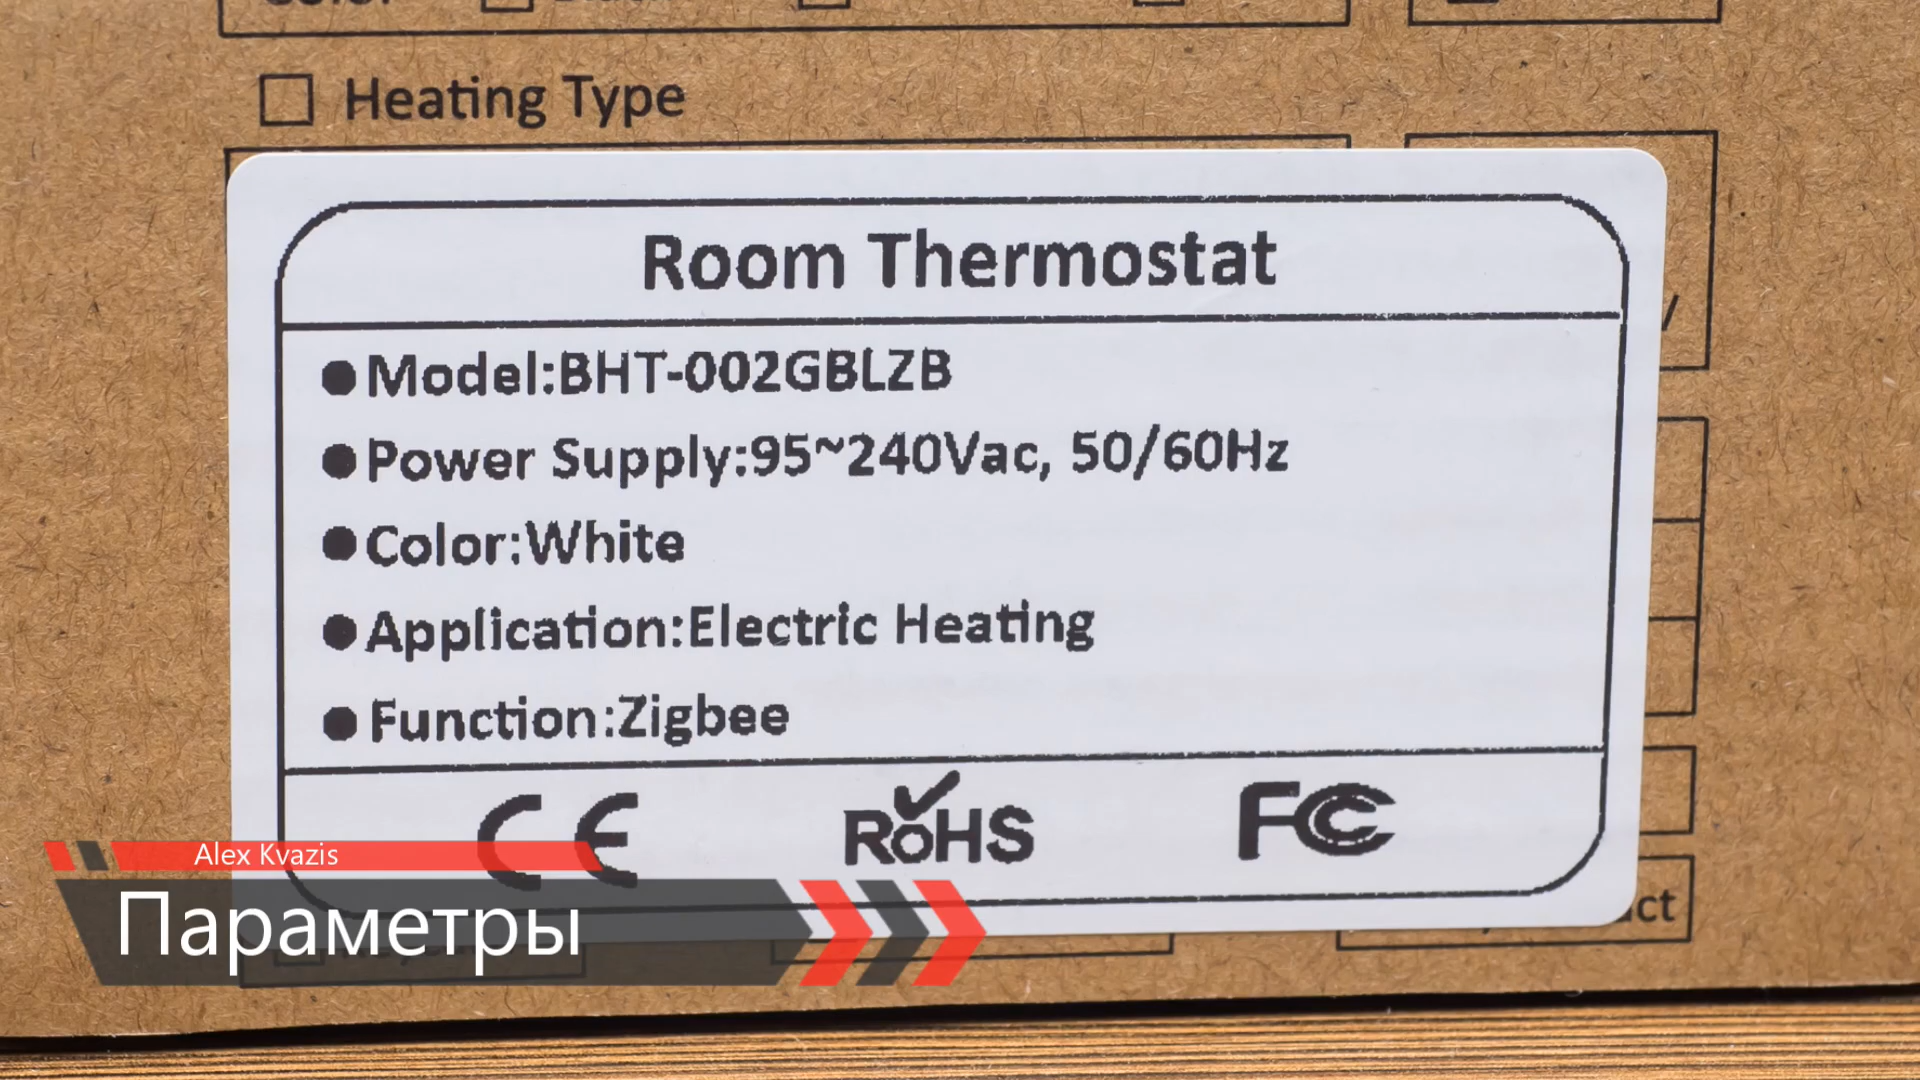 Heating Type
Room Thermostat
●Model:BHT-002GBLZB
●Power Supply:95~240Vac, 50/60Hz
●Color:White
●Application:Electric Heating
●Function:Zigbee
CE RoHS FC
Alex Kvazis
Параметры